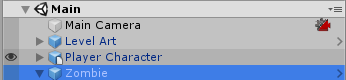 Main
Main Camera
Level Art
Player Character
Zombie